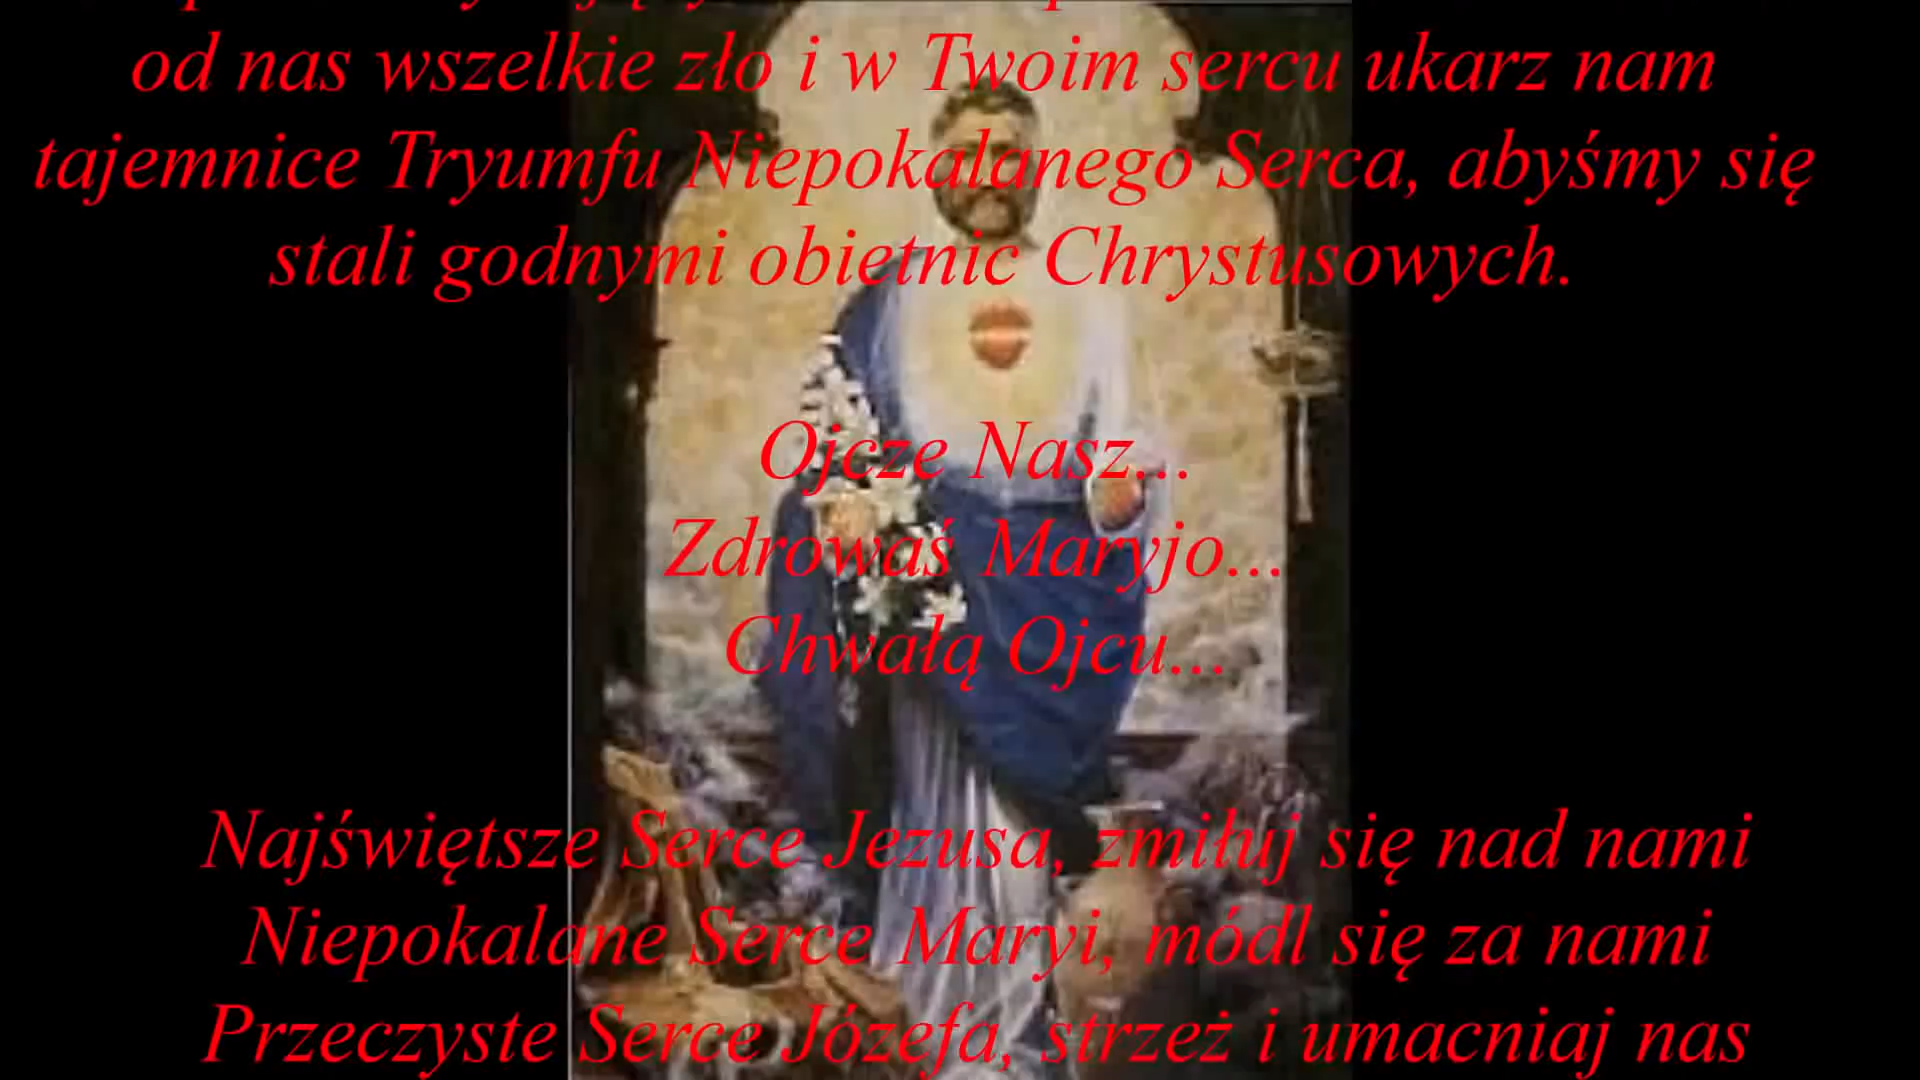 od nas wszelkie zło i w Twoim sercu ukarz nam
tajemnice Tryumfu Niepokalanego Serca, abyśmy się
stali godnymi obietnic Chrystusowych.
Ojcze Nasz...
Zdrowaś Maryjo...
Chwałą Ojcu...
Najświętsze Serce Jezusa, zmiłuj się nad nami
Niepokalane Serce Maryi, módl się za nami
Przeczyste Serce Józefa, strzeż i umacniaj nas